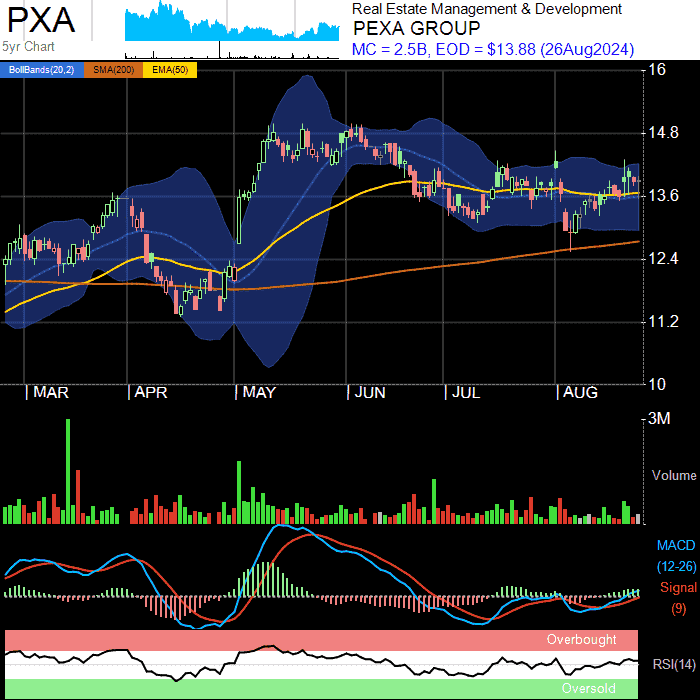 PXA
5yr Chart
Real Estate Management & Development
PEXA GROUP
MC = 2.5B, EOD = $13.88 (26Aug2024)
BollBands(20,2) SMA(200) EMA(50)
16
14.8
13.6
12.4
11.2
10
MAR APR MAY JUN JUL AUG
3M
Volume
MACD
(12-26)
Signal
(9)
Overbought
RSI(14)
Oversold